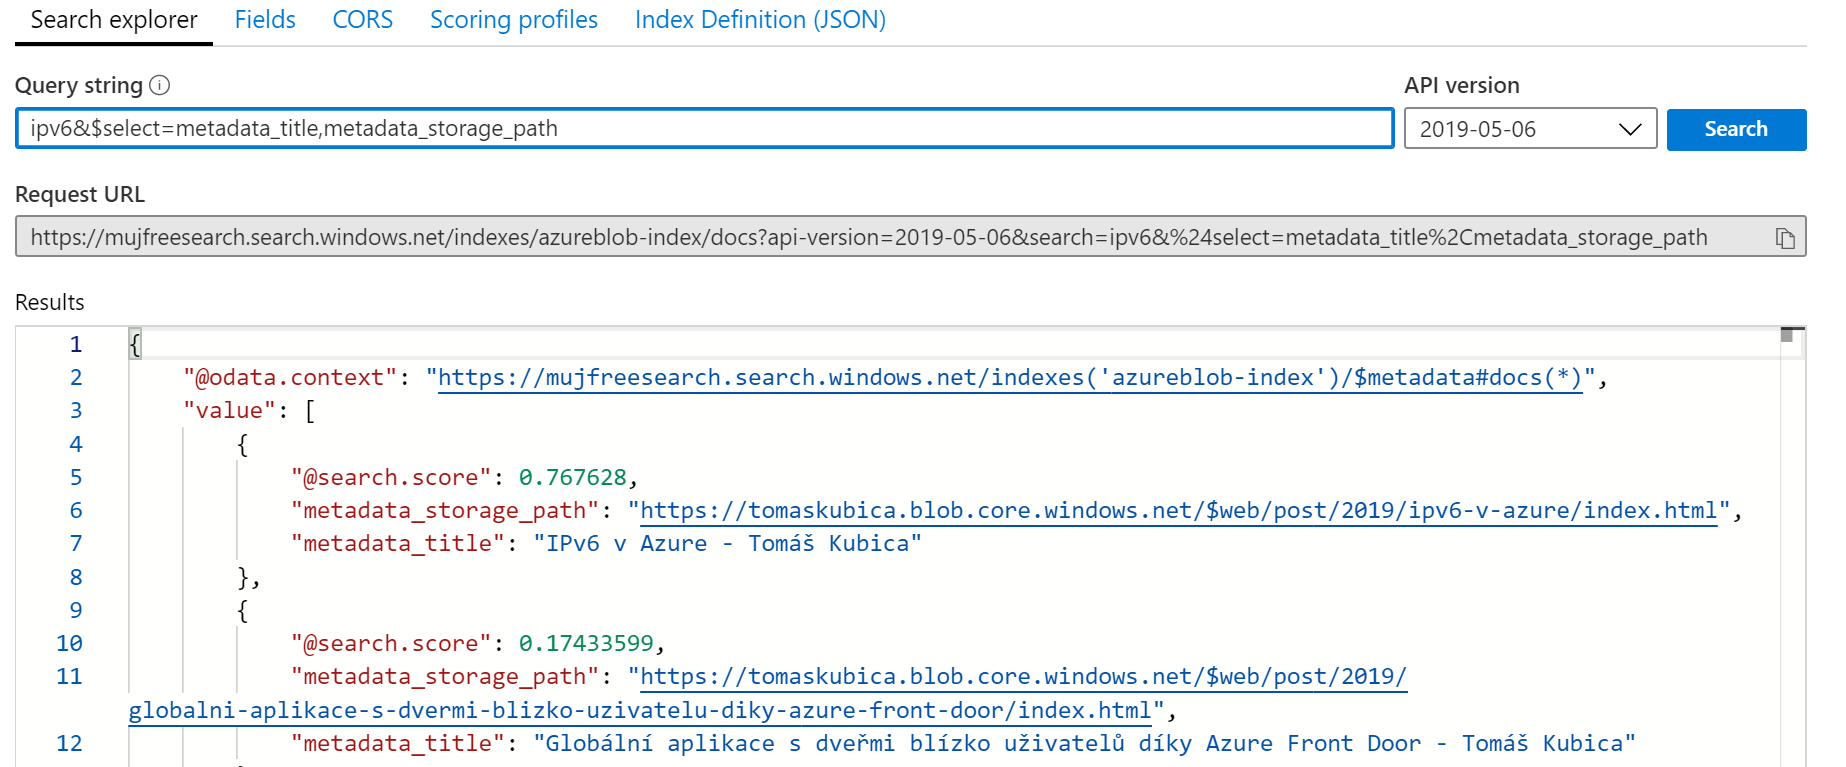 Search explorer Fields CORS Scoring profiles Index Definition (JSON)
Query string
API version
ipv6&$select=metadata_title,metadata_storage_path
2019-05-06
Search
Request URL
https://mujfreesearch.search.windows.net/indexes/azureblob-index/docs?api-version=2019-05-06&search=ipv6&%24select=metadata_title%2Cmetadata_storage_path
Results
1 {
2 "@odata.context": "https://mujfreesearch.search.windows.net/indexes('azureblob-index')/$metadata#docs(*)",
3 "value": [
4 {
5 "@search.score": 0.767628,
6 "metadata_storage_path": "https://tomaskubica.blob.core.windows.net/$web/post/2019/ipv6-v-azure/index.html",
7 "metadata_title": "IPv6 v Azure - Tomáš Kubica"
8 },
9 {
10 "@search.score": 0.17433599,
11 "metadata_storage_path": "https://tomaskubica.blob.core.windows.net/$web/post/2019/
globalni-aplikace-s-dvermi-blizko-uzivatelu-diky-azure-front-door/index.html",
12 "metadata_title": "Globální aplikace s dveřmi blízko uživatelů díky Azure Front Door - Tomáš Kubica"